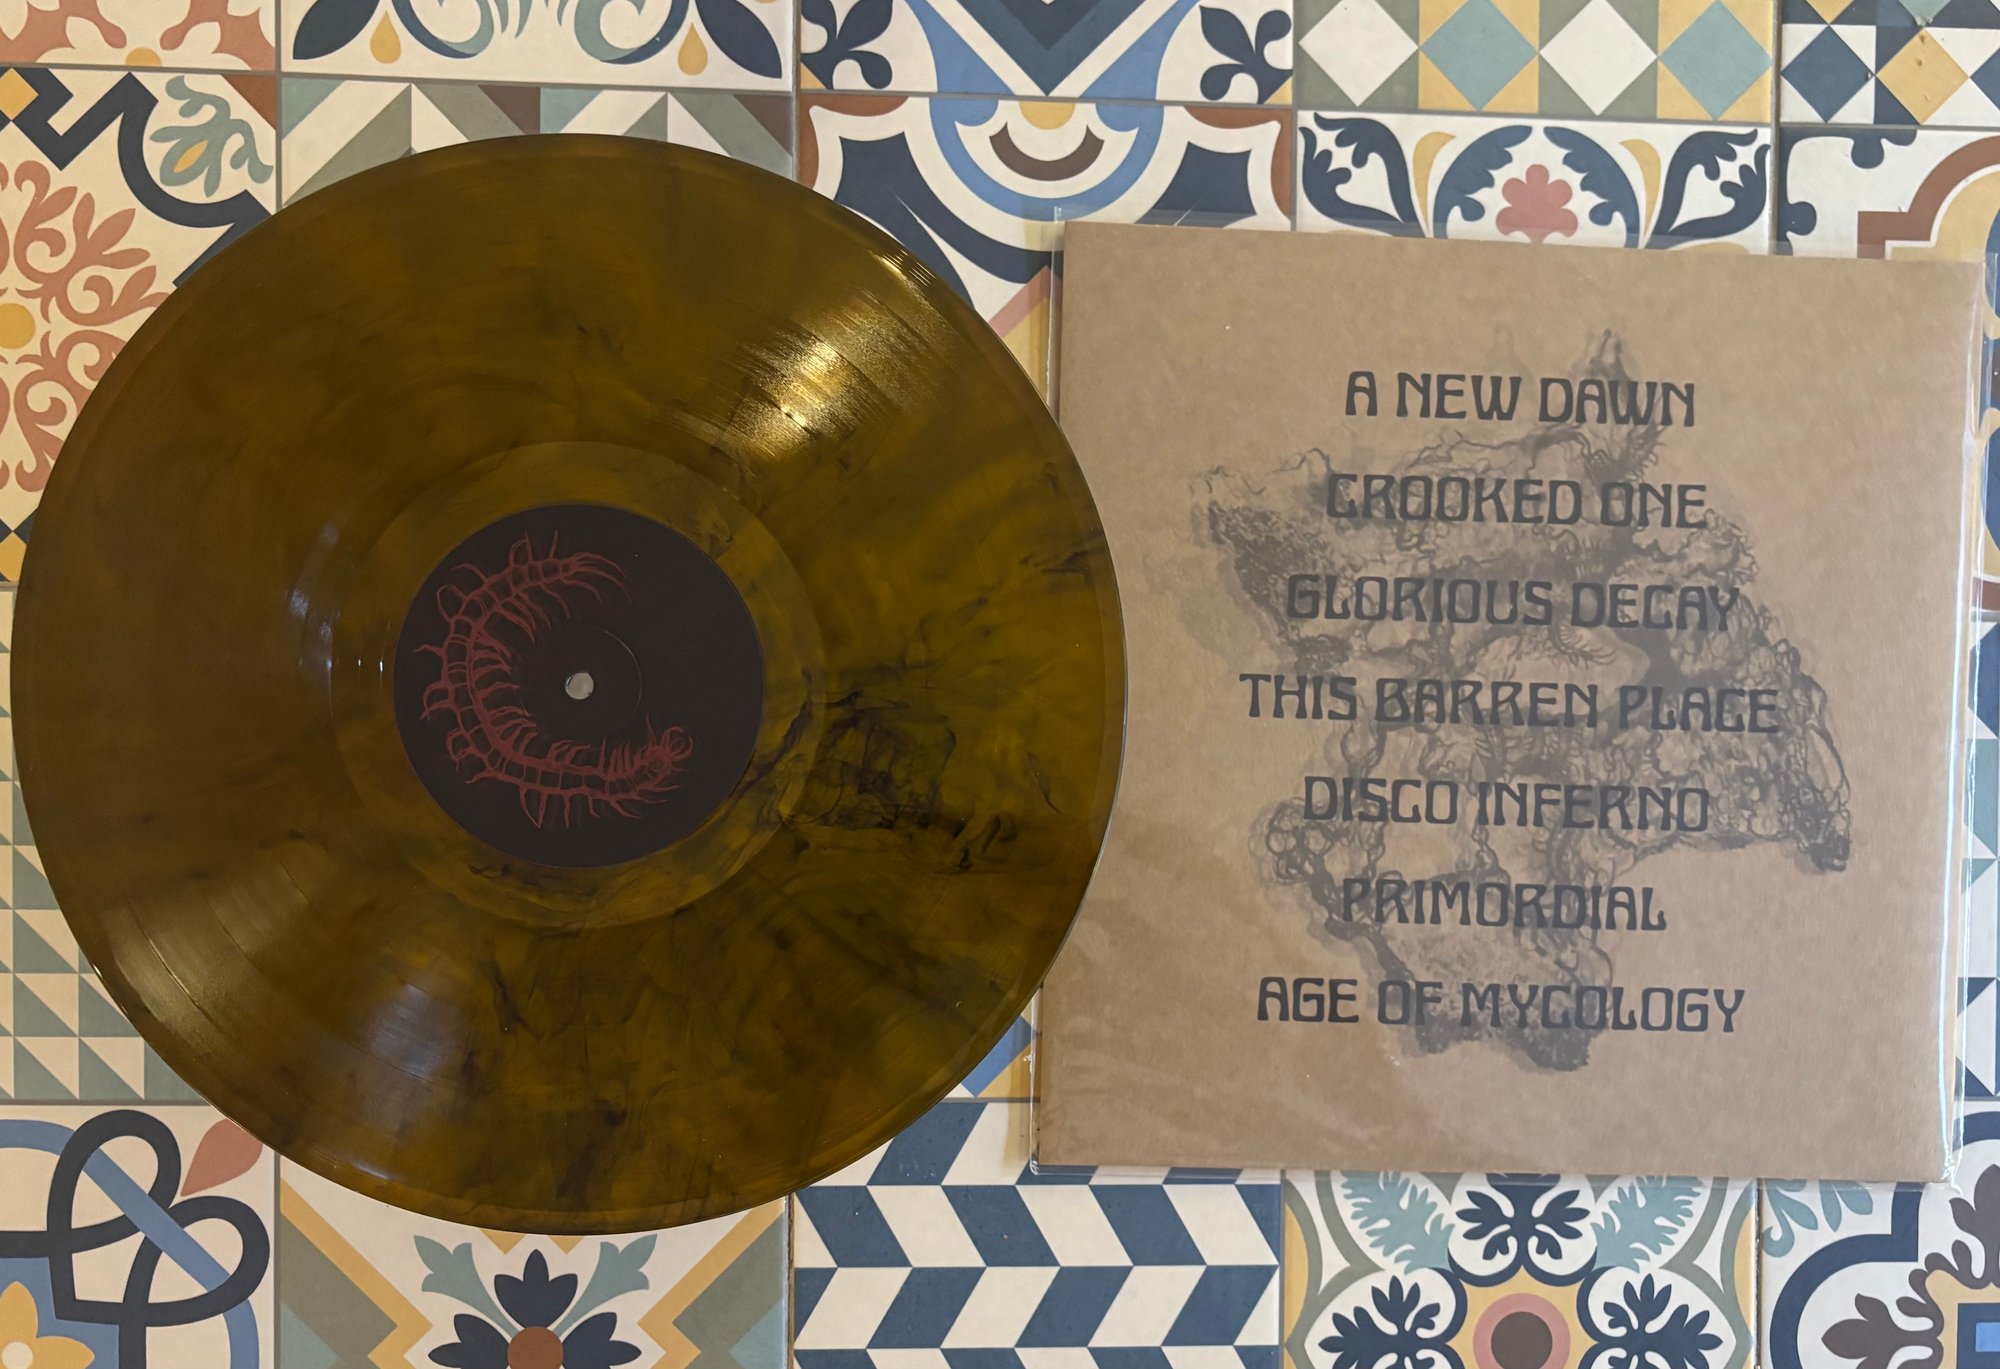 A NEW DAWN
CROOKED ONE
GLORIOUS DECAY
THIS BARREN PLACE
DISCO INFERNO
PRIMORDIAL
AGE OF MYCOLOGY